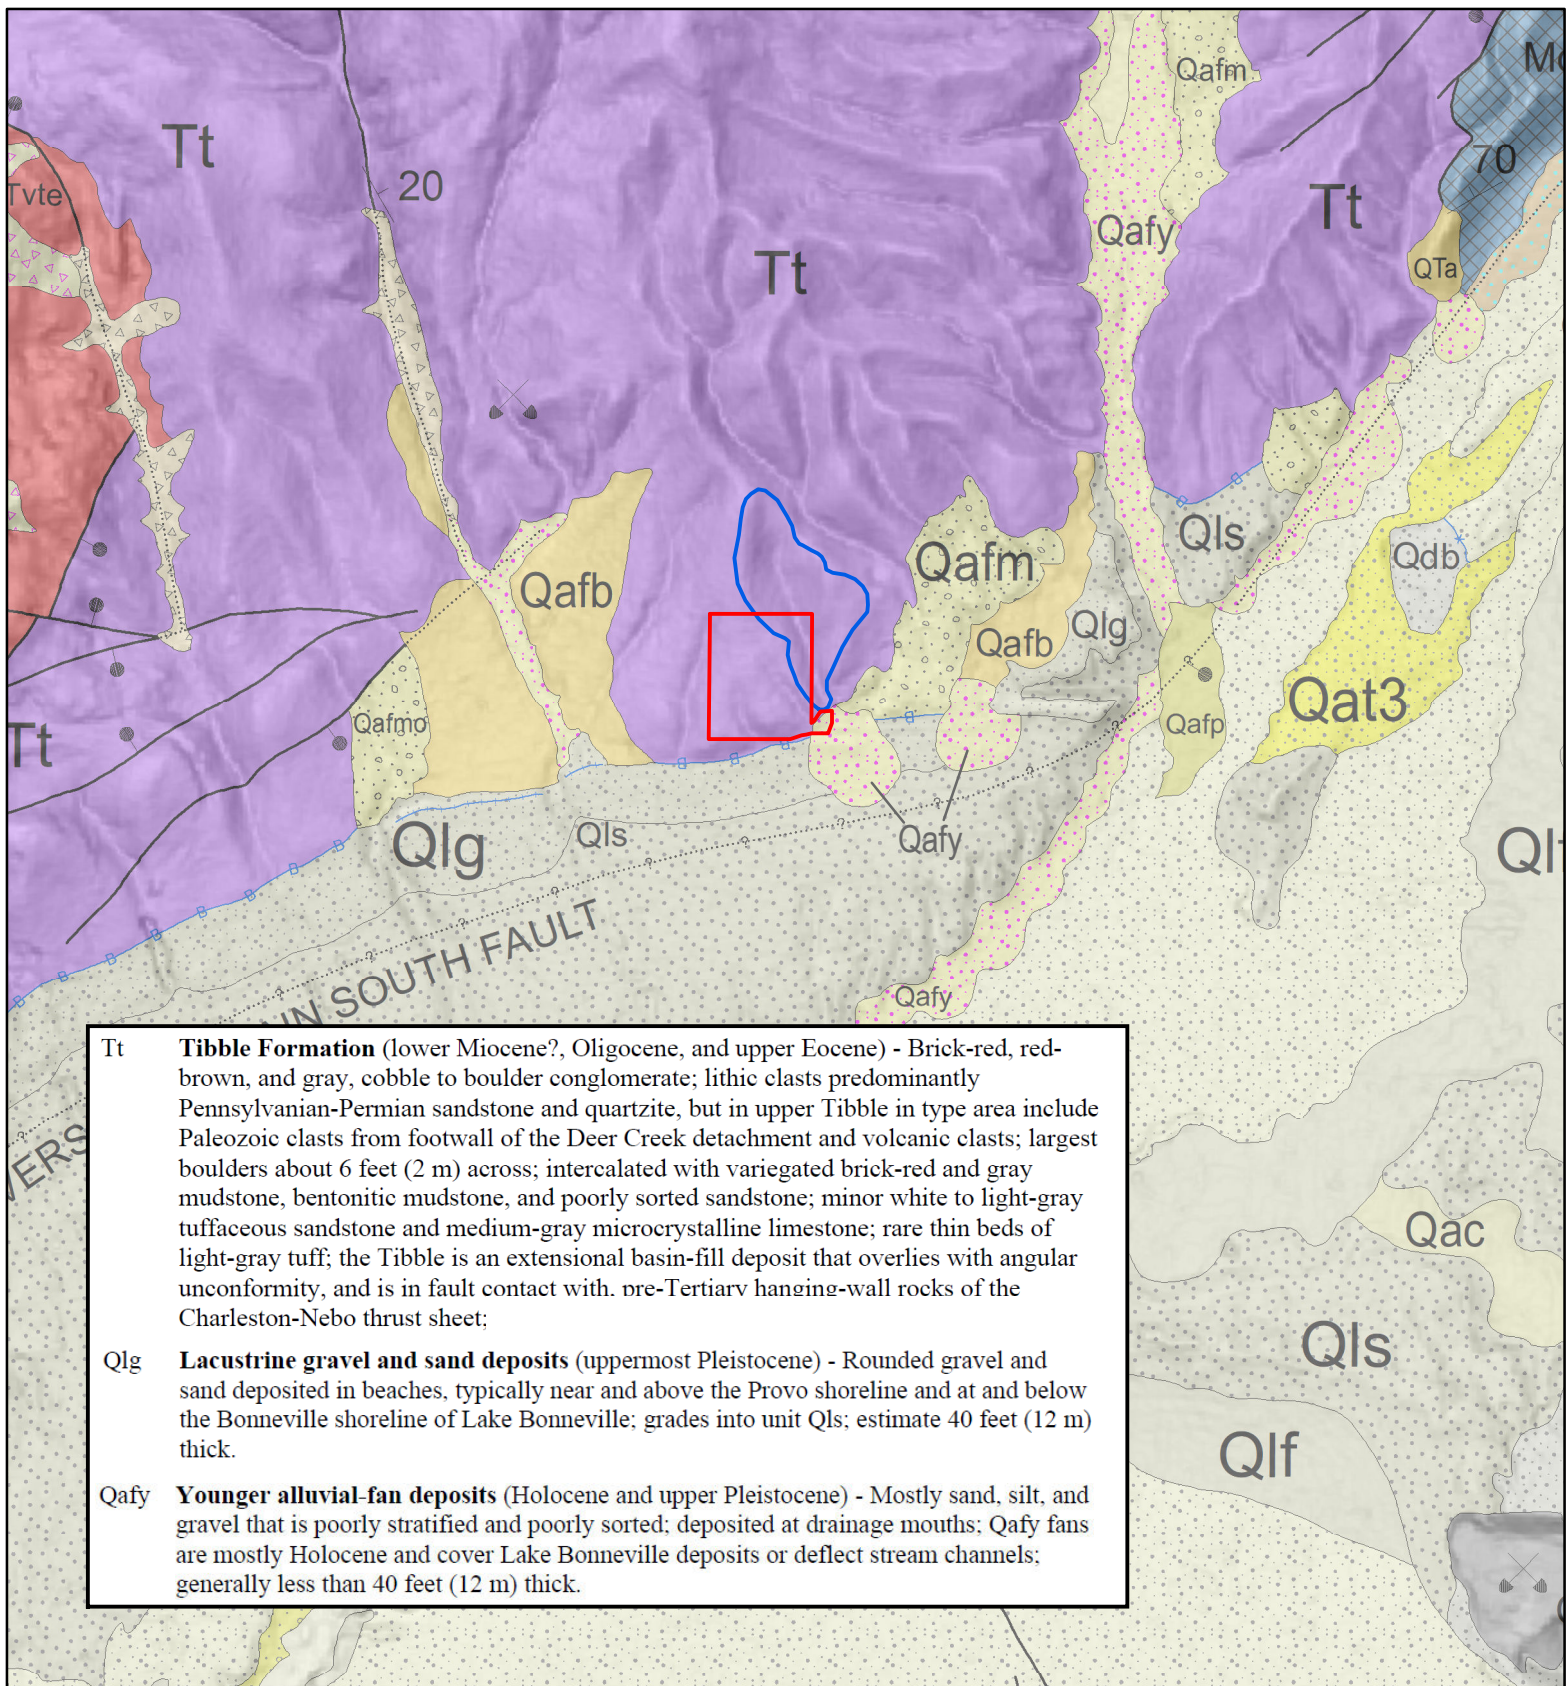 Qafm
Mc
Tt
70
Tvte
20
Tt
Qafy
Tt
QTa
Qls
Qafm
Qdb
Qafb
Qlg
Qafb
Qat3
Qafmo
Qafp
Tt
Qlg
Qls
Qafy
Ql
IN SOUTH FAULT
Qafy
VERS
Tt Tibble Formation (lower Miocene?, Oligocene, and upper Eocene) - Brick-red, red-
brown, and gray, cobble to boulder conglomerate; lithic clasts predominantly
Pennsylvanian-Permian sandstone and quartzite, but in upper Tibble in type area include
Paleozoic clasts from footwall of the Deer Creek detachment and volcanic clasts; largest
boulders about 6 feet (2 m) across; intercalated with variegated brick-red and gray
mudstone, bentonitic mudstone, and poorly sorted sandstone; minor white to light-gray
tuffaceous sandstone and medium-gray microcrystalline limestone; rare thin beds of
light-gray tuff; the Tibble is an extensional basin-fill deposit that overlies with angular
unconformity, and is in fault contact with, pre-Tertiary hanging-wall rocks of the
Charleston-Nebo thrust sheet;
Qlg Lacustrine gravel and sand deposits (uppermost Pleistocene) - Rounded gravel and
sand deposited in beaches, typically near and above the Provo shoreline and at and below
the Bonneville shoreline of Lake Bonneville; grades into unit Qls; estimate 40 feet (12 m)
thick.
Qafy Younger alluvial-fan deposits (Holocene and upper Pleistocene) - Mostly sand, silt, and
gravel that is poorly stratified and poorly sorted; deposited at drainage mouths; Qafy fans
are mostly Holocene and cover Lake Bonneville deposits or deflect stream channels;
generally less than 40 feet (12 m) thick.
Qac
Qls
Qlf